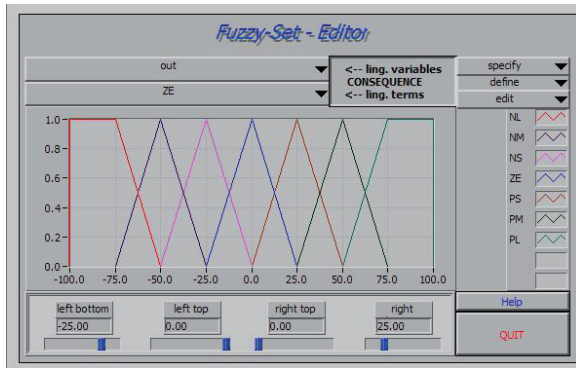 Fuzzy-Set - Editor
out
<-- ling. variables
CONSEQUENCE
<-- ling. terms
ZE
specify
define
edit
NL
NM
NS
ZE
PS
PM
PL
1.0
0.8
0.6
0.4
0.2
0.0
-100.0 -75.0 -50.0 -25.0 0.0 25.0 50.0 75.0 100.0
left bottom left top right top right
-25.00 0.00 0.00 25.00
Help
QUIT